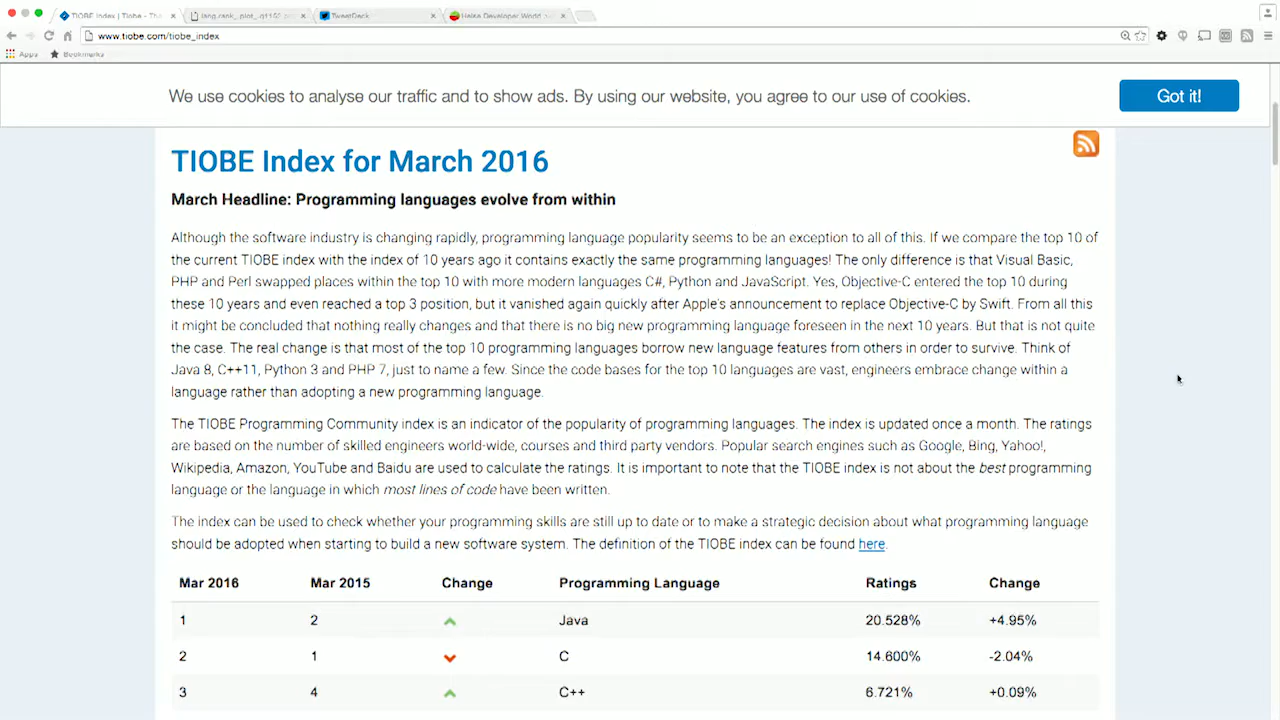 TIOBE Index | Tiobe - Th
lang.rank_.plot_.q11
TweetDeck
Helse Developer World
www.tiobe.com/tiobe_index
Apps
Bookmarks
We use cookies to analyse our traffic and to show ads. By using our website, you agree to our use of cookies.
Got it!
TIOBE Index for March 2016
March Headline: Programming languages evolve from within
Although the software industry is changing rapidly, programming language popularity seems to be an exception to all of this. If we compare the top 10 of
the current TIOBE index with the index of 10 years ago it contains exactly the same programming languages! The only difference is that Visual Basic,
PHP and Perl swapped places within the top 10 with more modern languages C#, Python and JavaScript. Yes, Objective-C entered the top 10 during
these 10 years and even reached a top 3 position, but it vanished again quickly after Apple's announcement to replace Objective-C by Swift. From all this
it might be concluded that nothing really changes and that there is no big new programming language foreseen in the next 10 years. But that is not quite
the case. The real change is that most of the top 10 programming languages borrow new language features from others in order to survive. Think of
Java 8, C++11, Python 3 and PHP 7, just to name a few. Since the code bases for the top 10 languages are vast, engineers embrace change within a
language rather than adopting a new programming language.
The TIOBE Programming Community index is an indicator of the popularity of programming languages. The index is updated once a month. The ratings
are based on the number of skilled engineers world-wide, courses and third party vendors. Popular search engines such as Google, Bing, Yahoo!,
Wikipedia, Amazon, YouTube and Baidu are used to calculate the ratings. It is important to note that the TIOBE index is not about the best programming
language or the language in which most lines of code have been written.
The index can be used to check whether your programming skills are still up to date or to make a strategic decision about what programming language
should be adopted when starting to build a new software system. The definition of the TIOBE index can be found here.
Mar 2016 Mar 2015 Change Programming Language Ratings Change
1 2 Java 20.528% +4.95%
2 1 C 14.600% -2.04%
3 4 C++ 6.721% +0.09%